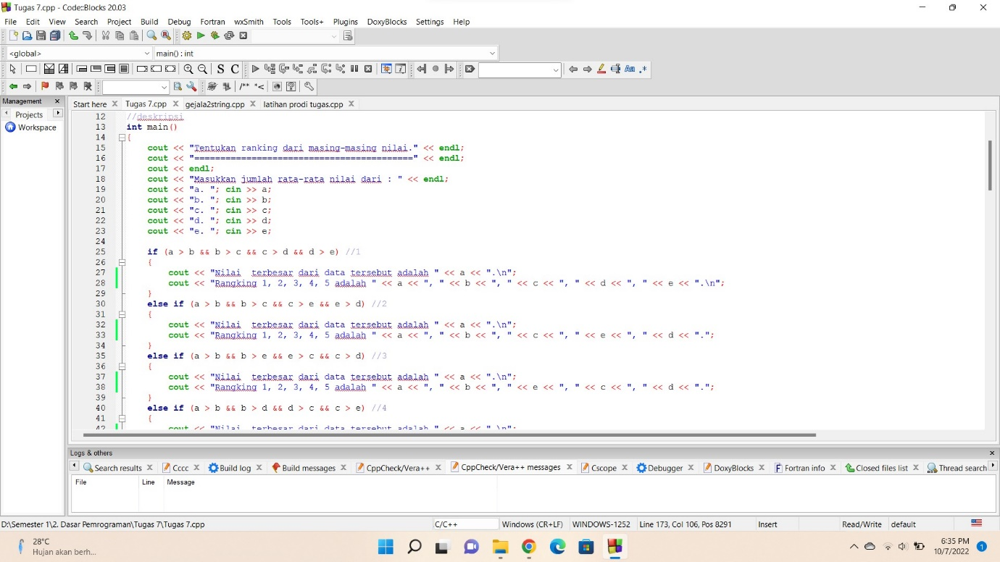 Tugas 7.cpp - Code::Blocks 20.03
File Edit View Search Project Build Debug Fortran wxSmith Tools Tools+ Plugins DoxyBlocks Settings Help
<global> main() : int
S C
/** *<
Aa .*
Management
Start here Tugas 7.cpp gejala2string.cpp latihan prodi tugas.cpp
Projects
Workspace
12 //deskripsi
13 int main()
14 {
15 cout << "Tentukan ranking dari masing-masing nilai." << endl;
16 cout << "==========================================" << endl;
17 cout << endl;
18 cout << "Masukkan jumlah rata-rata nilai dari : " << endl;
19 cout << "a. "; cin >> a;
20 cout << "b. "; cin >> b;
21 cout << "c. "; cin >> c;
22 cout << "d. "; cin >> d;
23 cout << "e. "; cin >> e;
24
25 if (a > b && b > c && c > d && d > e) //1
26 {
27 cout << "Nilai  terbesar dari data tersebut adalah " << a << ".\n";
28 cout << "Rangking 1, 2, 3, 4, 5 adalah " << a << ", " << b << ", " << c << ", " << d << ", " << e << ".\n";
29 }
30 else if (a > b && b > c && c > e && e > d) //2
31 {
32 cout << "Nilai  terbesar dari data tersebut adalah " << a << ".\n";
33 cout << "Rangking 1, 2, 3, 4, 5 adalah " << a << ", " << b << ", " << c << ", " << e << ", " << d << ".";
34 }
35 else if (a > b && b > e && e > c && c > d) //3
36 {
37 cout << "Nilai  terbesar dari data tersebut adalah " << a << ".\n";
38 cout << "Rangking 1, 2, 3, 4, 5 adalah " << a << ", " << b << ", " << e << ", " << c << ", " << d << ".";
39 }
40 else if (a > b && b > d && d > c && c > e) //4
41 {
42 cout << "Nilai  terbesar dari data tersebut adalah " << a << ".\n";
Logs & others
Search results Cccc Build log Build messages CppCheck/Vera++ CppCheck/Vera++ messages Cscope Debugger DoxyBlocks Fortran info Closed files list Thread search
File Line Message
D:\Semester 1\2. Dasar Pemrograman\Tugas 7\Tugas 7.cpp C/C++ Windows (CR+LF) WINDOWS-1252 Line 173, Col 106, Pos 8291 Insert Read/Write default
28°C
Hujan akan berh...
6:35 PM
10/7/2022
1